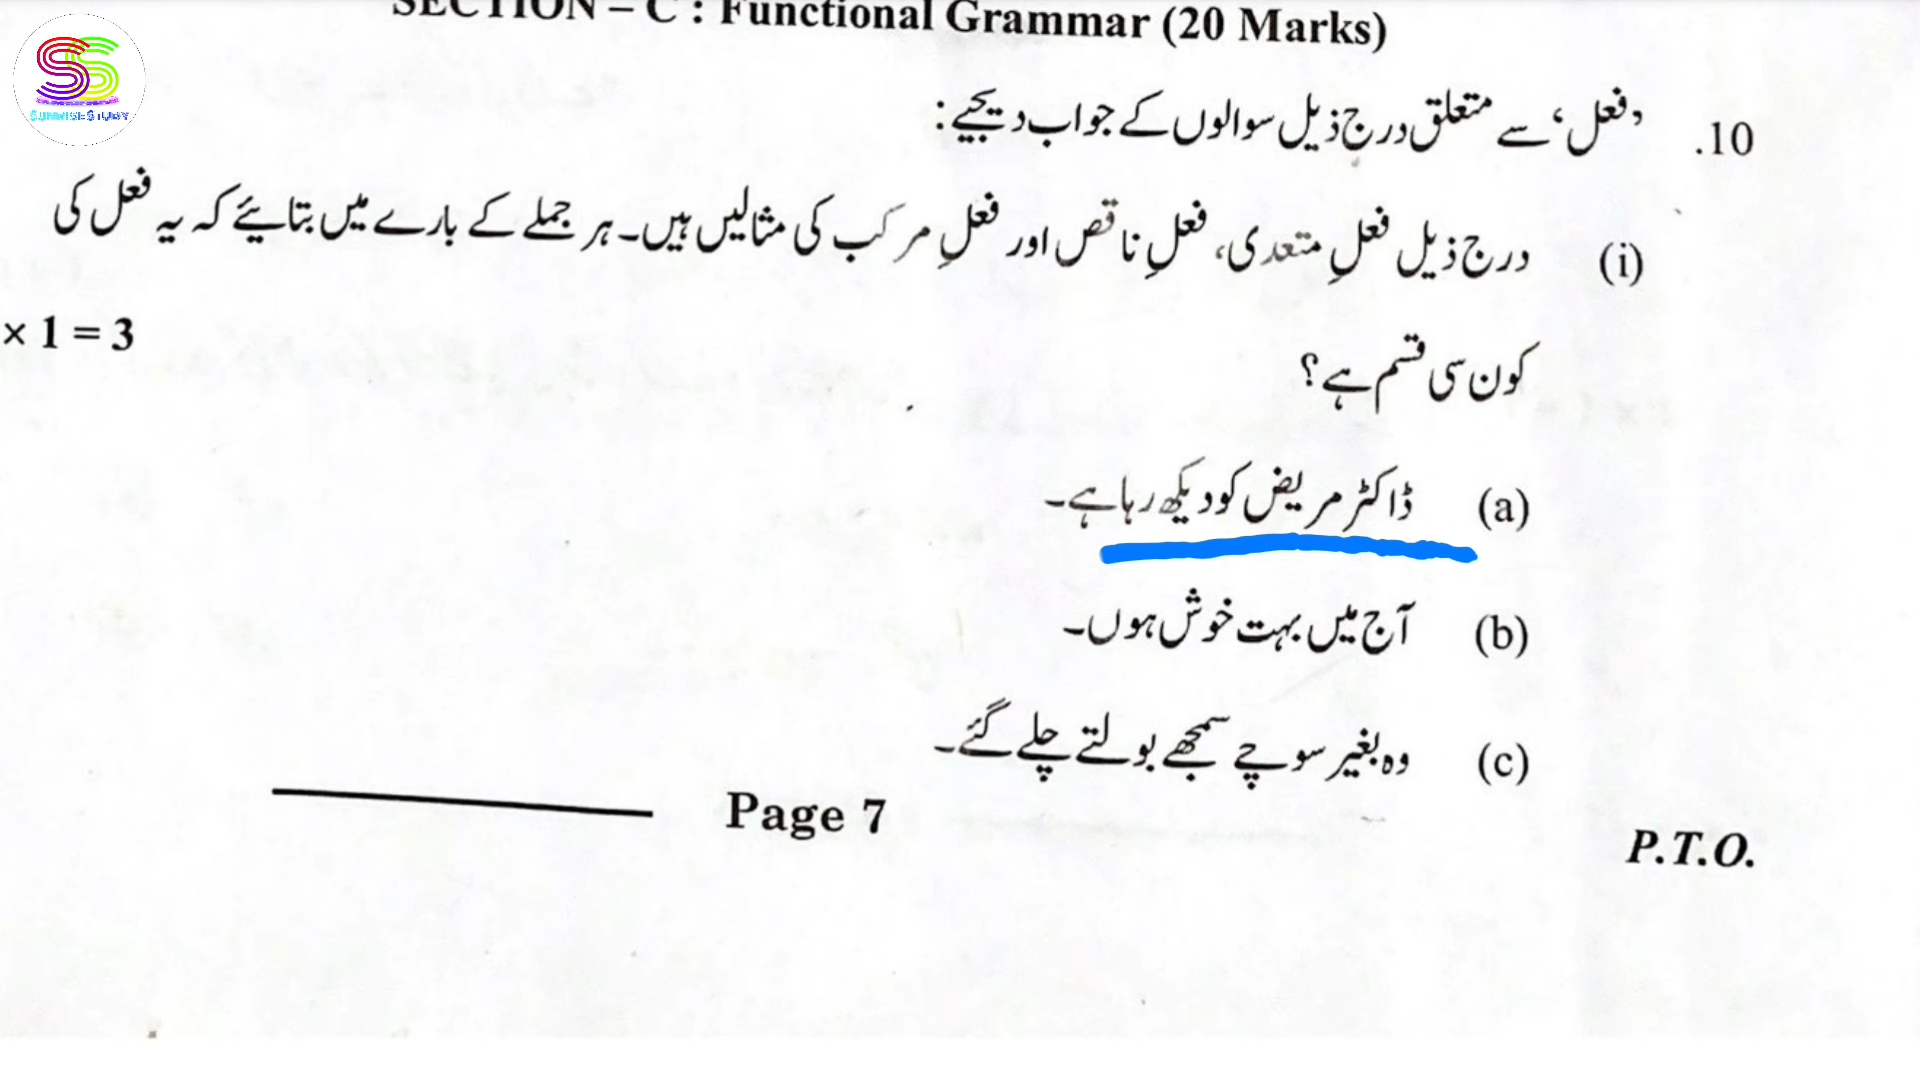 SECTION – C : Functional Grammar (20 Marks)
SS
SUNRISESTUDY
10. ’فعل‘ سے متعلق درج ذیل سوالوں کے جواب دیجیے:
(i) درج ذیل فعلِ متعدی، فعلِ ناقص اور فعلِ مرکب کی مثالیں ہیں۔ ہر جملے کے بارے میں بتائیے کہ یہ فعل کی
کون سی قسم ہے؟
× 1 = 3
(a) ڈاکٹر مریض کو دیکھ رہا ہے۔
(b) آج میں بہت خوش ہوں۔
(c) وہ بغیر سوچے سمجھے بولتے چلے گئے۔
Page 7
P.T.O.